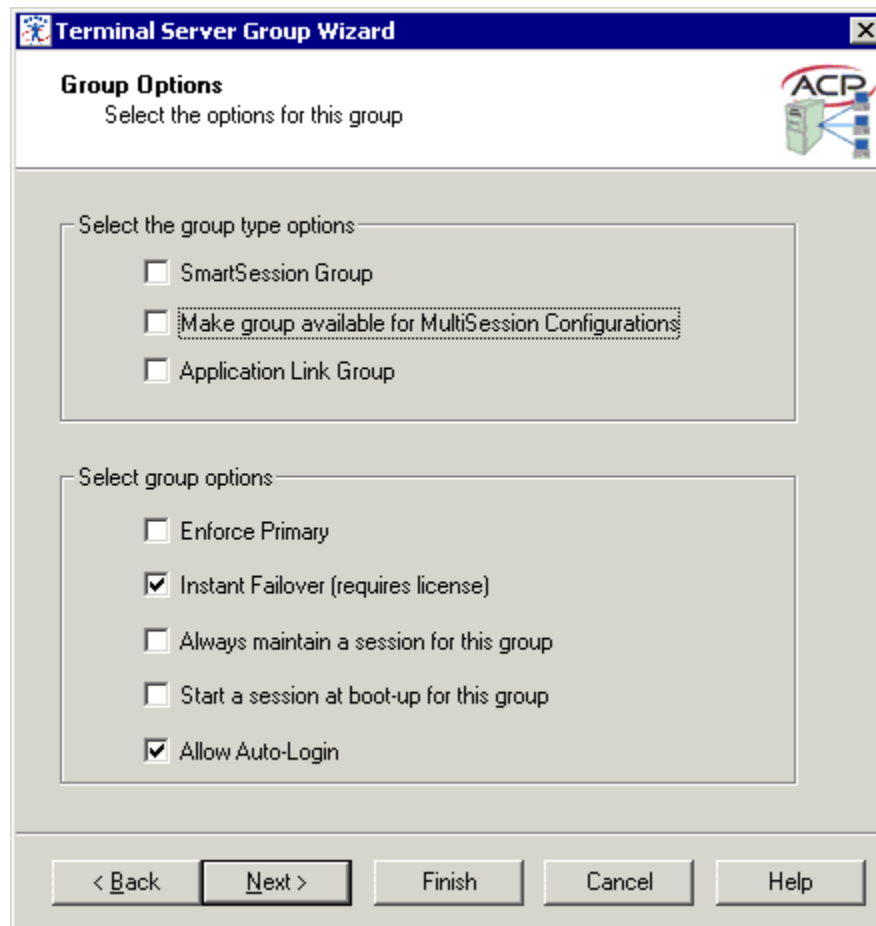 Terminal Server Group Wizard
Group Options
Select the options for this group
ACP
Select the group type options
SmartSession Group
Make group available for MultiSession Configurations
Application Link Group
Select group options
Enforce Primary
Instant Failover (requires license)
Always maintain a session for this group
Start a session at boot-up for this group
Allow Auto-Login
< Back Next > Finish Cancel Help